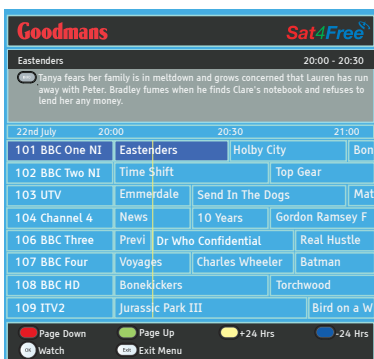 Goodmans Sat4Free
Eastenders 20:00 - 20:30
Tanya fears her family is in meltdown and grows concerned that Lauren has run
away with Peter. Bradley fumes when he finds Clare's notebook and refuses to
lend her any money.
22nd July 20:00 20:30 21:00
101 BBC One NI Eastenders Holby City Bon
102 BBC Two NI Time Shift Top Gear
103 UTV Emmerdale Send In The Dogs Mat
104 Channel 4 News 10 Years Gordon Ramsey F
106 BBC Three Previ Dr Who Confidential Real Hustle
107 BBC Four Voyages Charles Wheeler Batman
108 BBC HD Bonekickers Torchwood
109 ITV2 Jurassic Park III Bird on a W
Page Down Page Up +24 Hrs -24 Hrs
OK Watch Exit Exit Menu